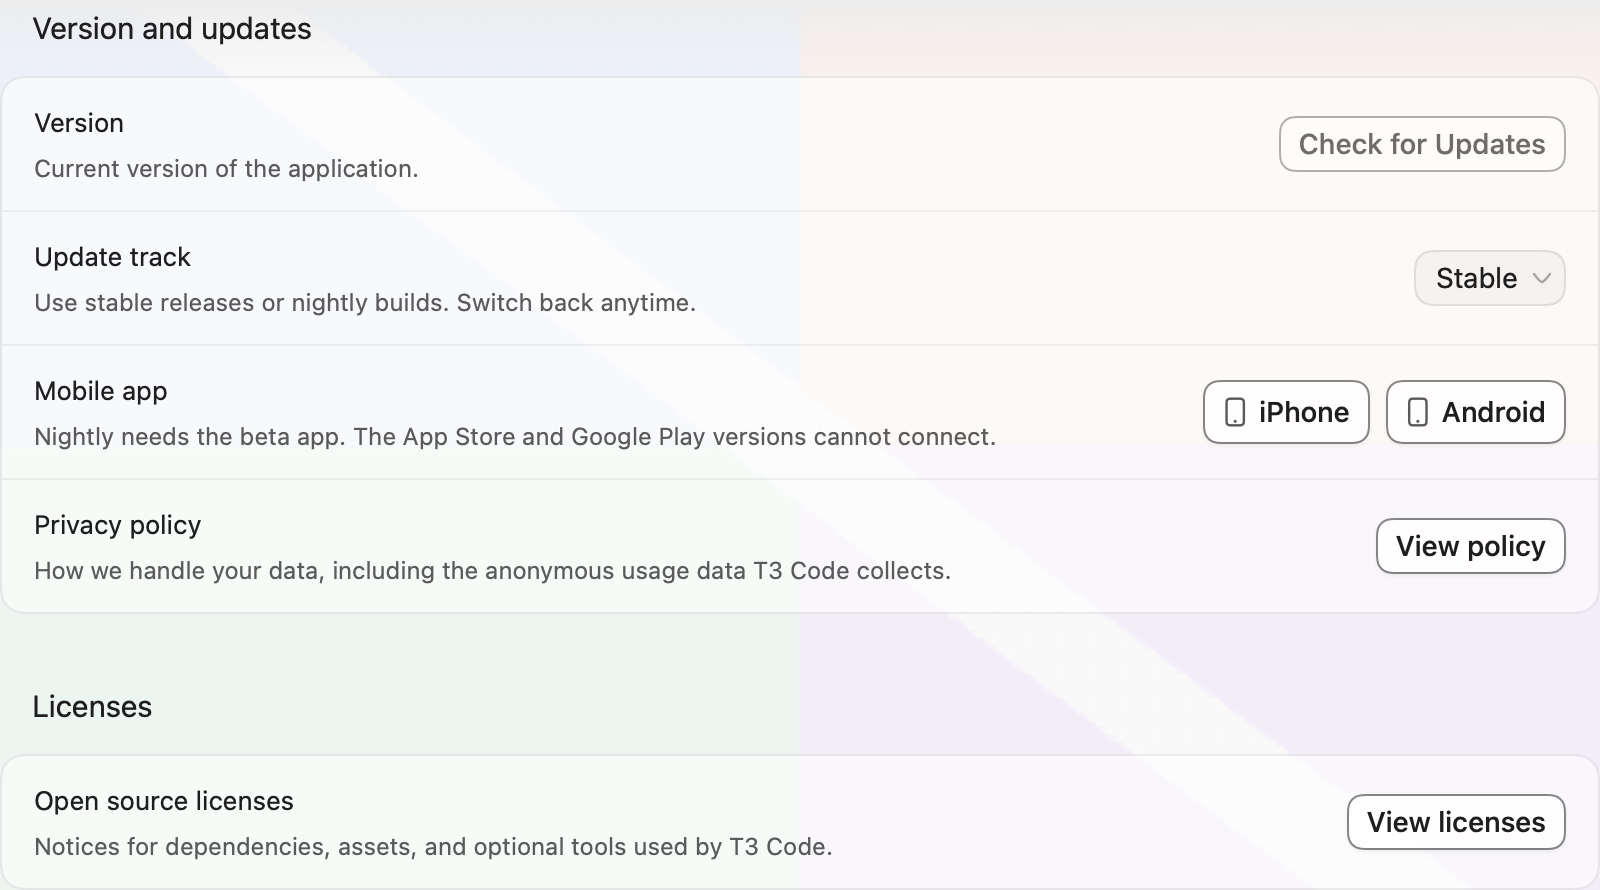 Version and updates
Version
Current version of the application.
Check for Updates
Update track
Use stable releases or nightly builds. Switch back anytime.
Stable
Mobile app
Nightly needs the beta app. The App Store and Google Play versions cannot connect.
iPhone
Android
Privacy policy
How we handle your data, including the anonymous usage data T3 Code collects.
View policy
Licenses
Open source licenses
Notices for dependencies, assets, and optional tools used by T3 Code.
View licenses